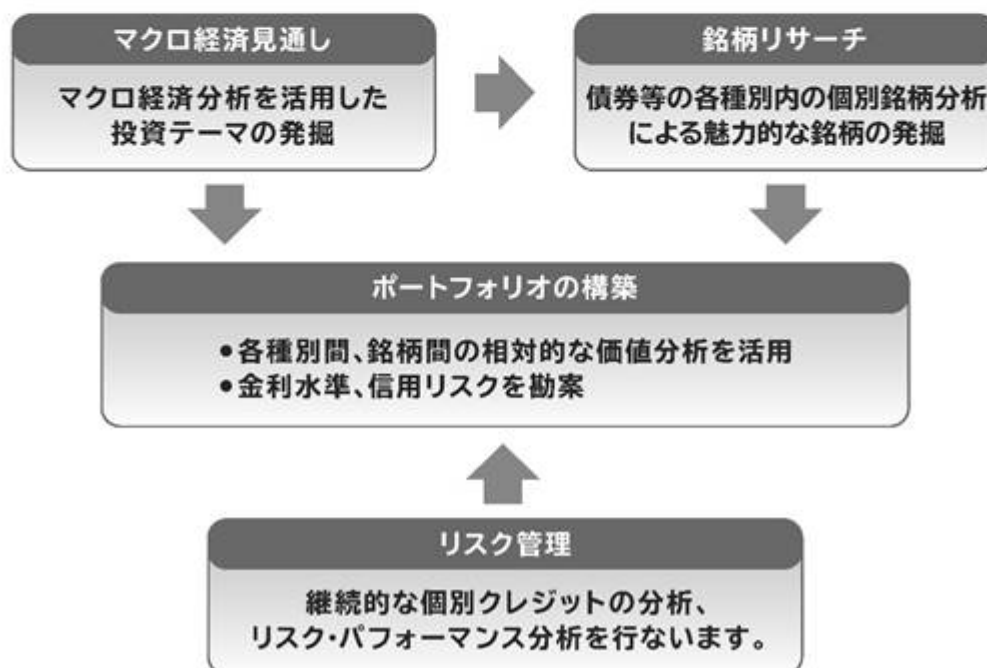 マクロ経済見通し
マクロ経済分析を活用した
投資テーマの発掘
銘柄リサーチ
債券等の各種別内の個別銘柄分析
による魅力的な銘柄の発掘
ポートフォリオの構築
●各種別間、銘柄間の相対的な価値分析を活用
●金利水準、信用リスクを勘案
リスク管理
継続的な個別クレジットの分析、
リスク・パフォーマンス分析を行ないます。